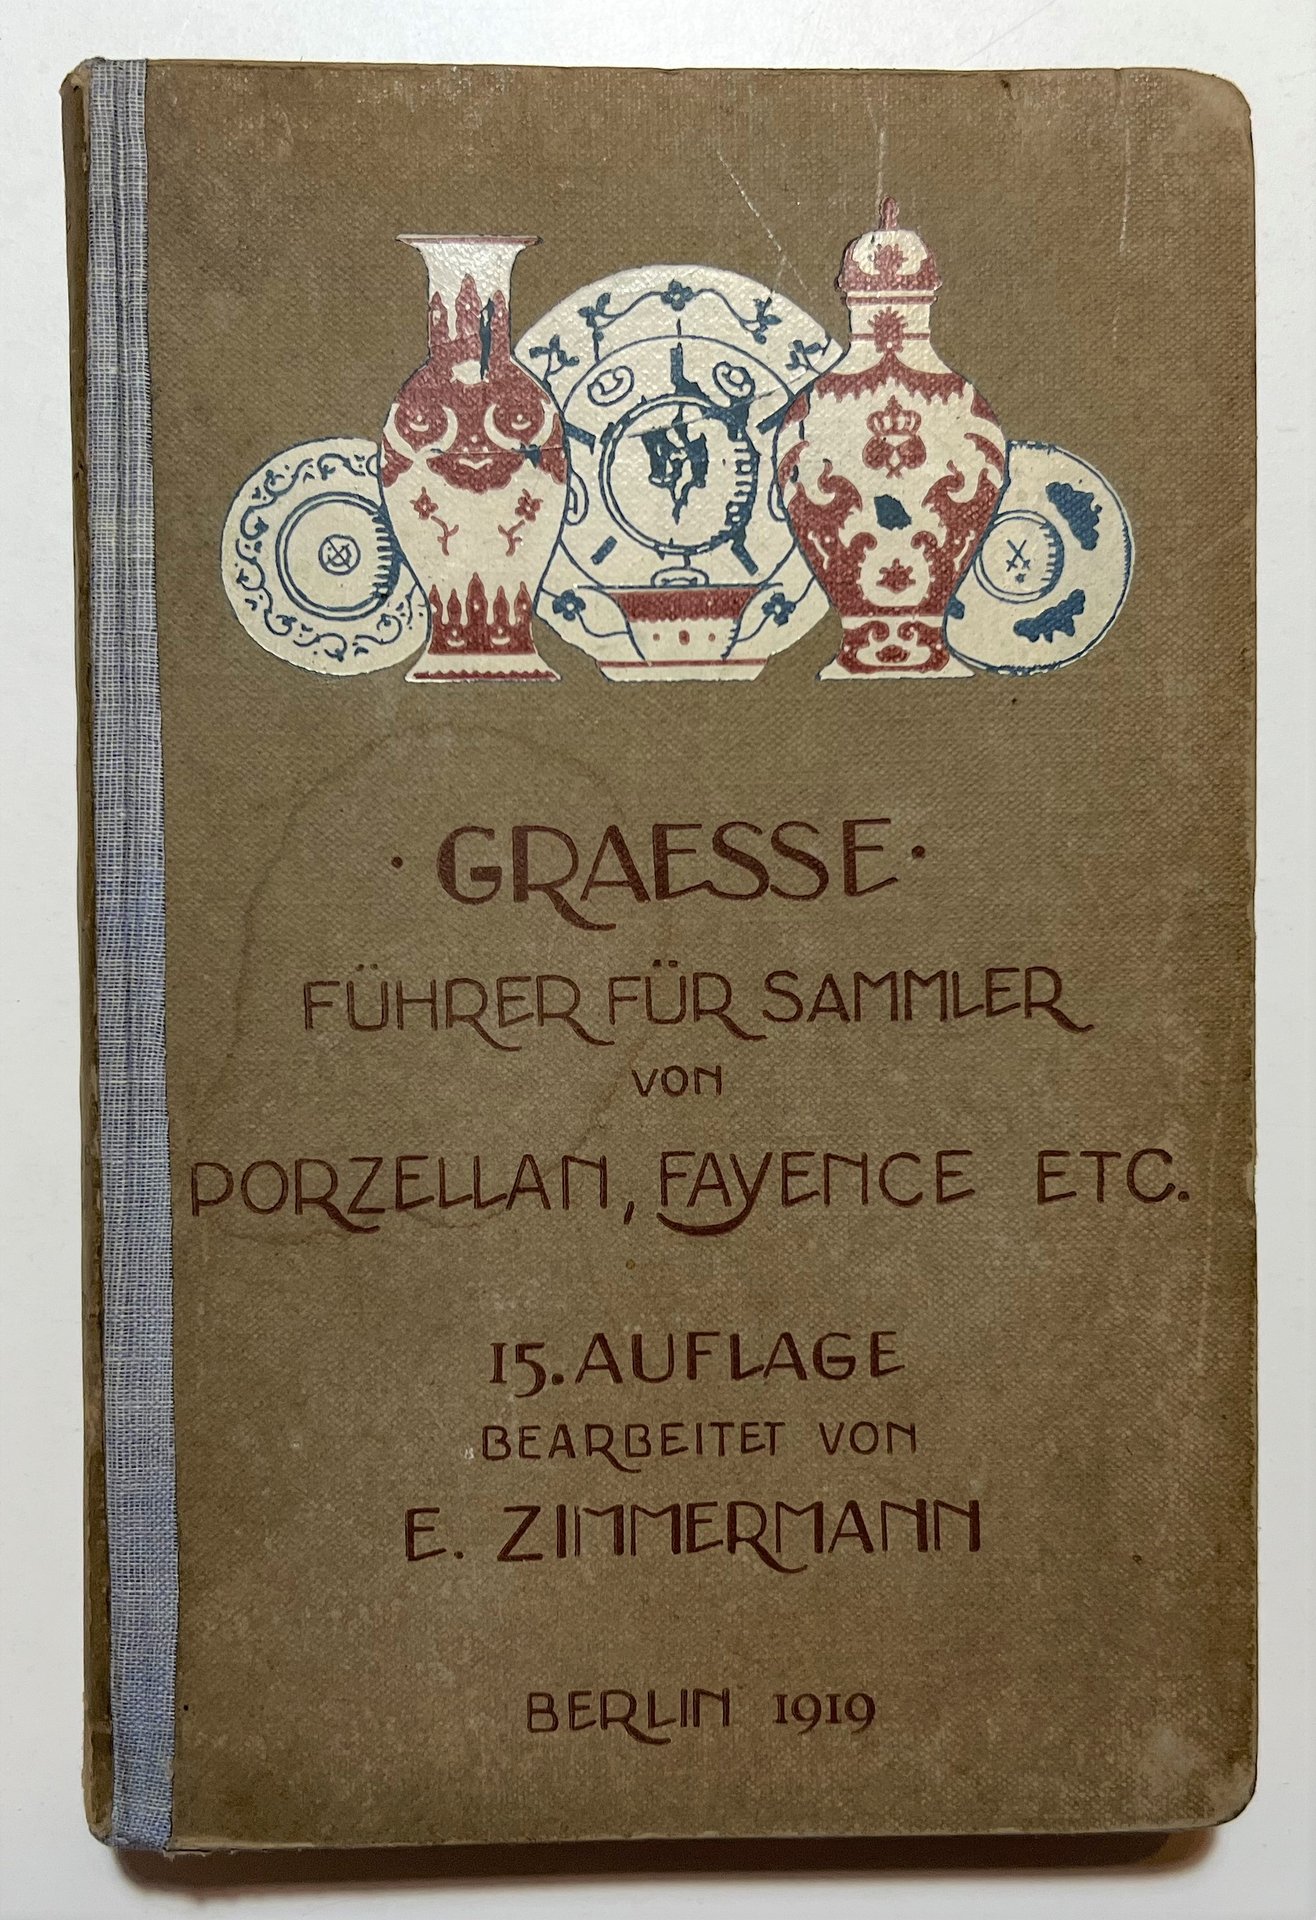 · GRAESSE ·
FÜHRER FÜR SAMMLER
VON
PORZELLAN, FAYENCE ETC.
15. AUFLAGE
BEARBEITET VON
E. ZIMMERMANN
BERLIN 1919